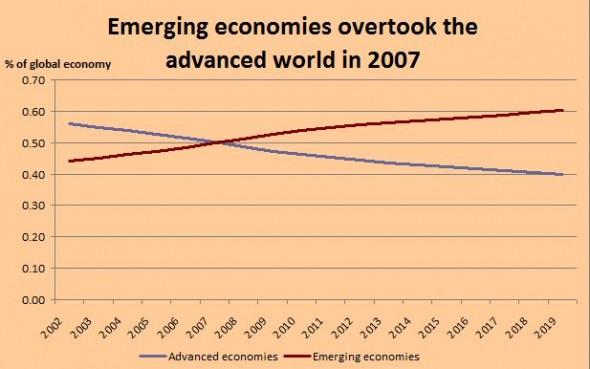 Emerging economies overtook the
advanced world in 2007
% of global economy
0.70
0.60
0.50
0.40
0.30
0.20
0.10
0.00
2002 2003 2004 2005 2006 2007 2008 2009 2010 2011 2012 2013 2014 2015 2016 2017 2018 2019
Advanced economies Emerging economies